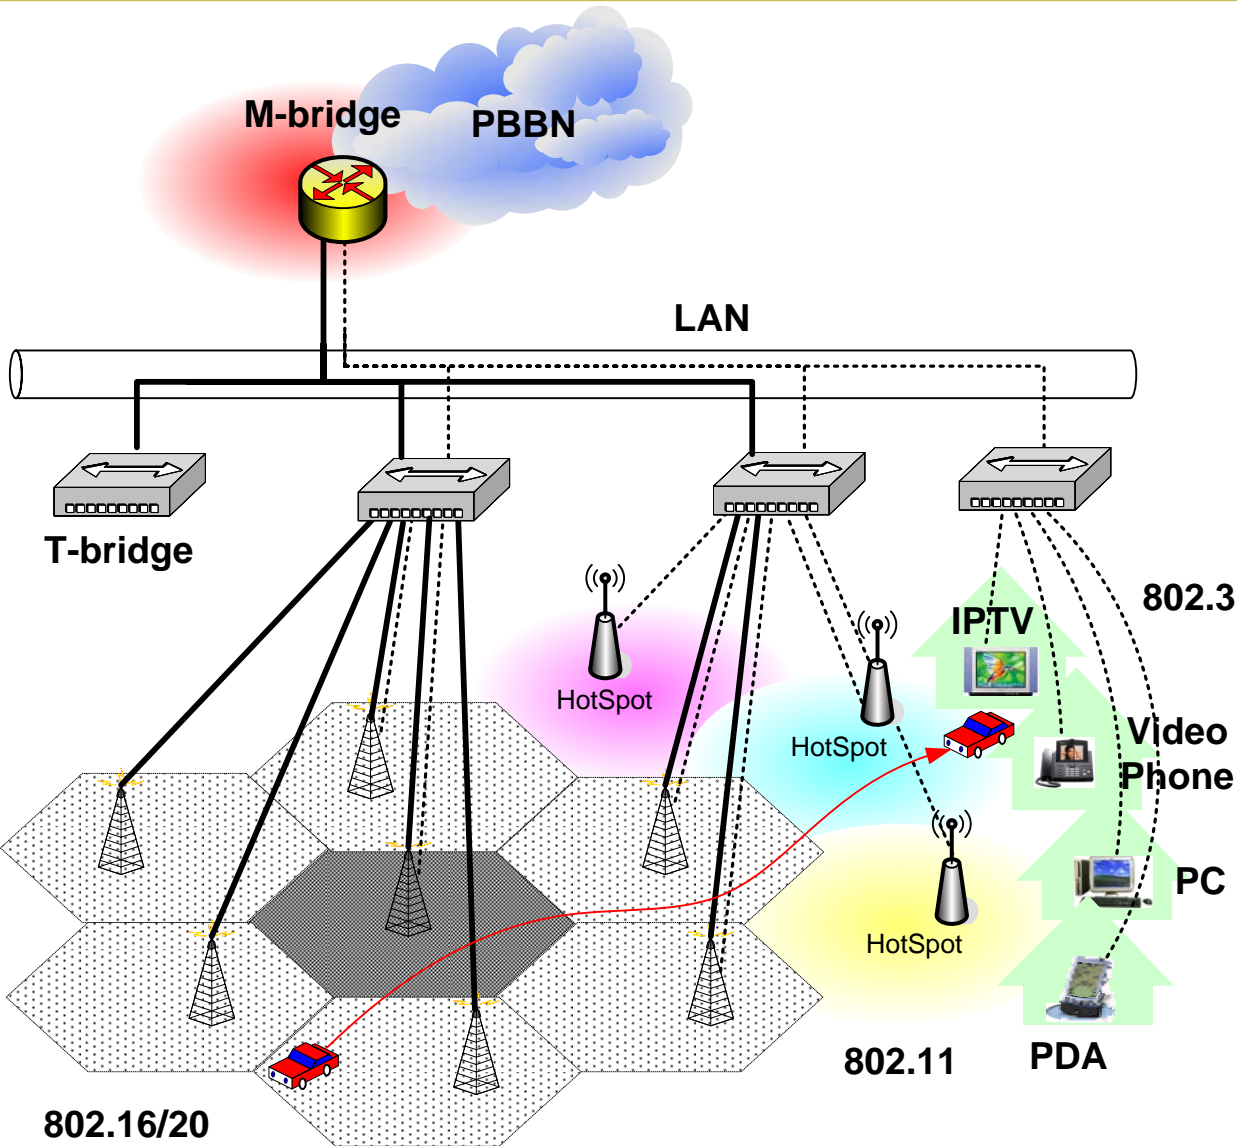 M-bridge
PBBN
LAN
T-bridge
802.3
IPTV
HotSpot
Video
Phone
HotSpot
PC
HotSpot
802.11
PDA
802.16/20